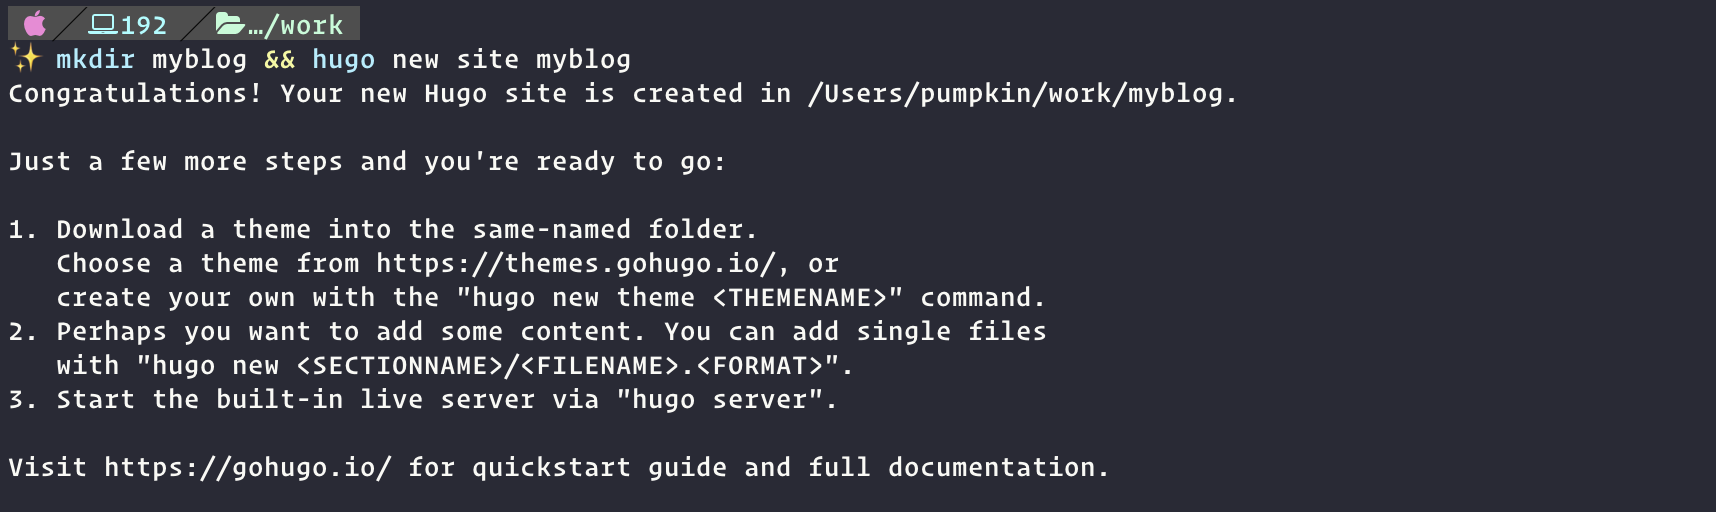 192 …/work
mkdir myblog && hugo new site myblog
Congratulations! Your new Hugo site is created in /Users/pumpkin/work/myblog.
Just a few more steps and you're ready to go:
1. Download a theme into the same-named folder.
Choose a theme from https://themes.gohugo.io/, or
create your own with the "hugo new theme <THEMENAME>" command.
2. Perhaps you want to add some content. You can add single files
with "hugo new <SECTIONNAME>/<FILENAME>.<FORMAT>".
3. Start the built-in live server via "hugo server".
Visit https://gohugo.io/ for quickstart guide and full documentation.